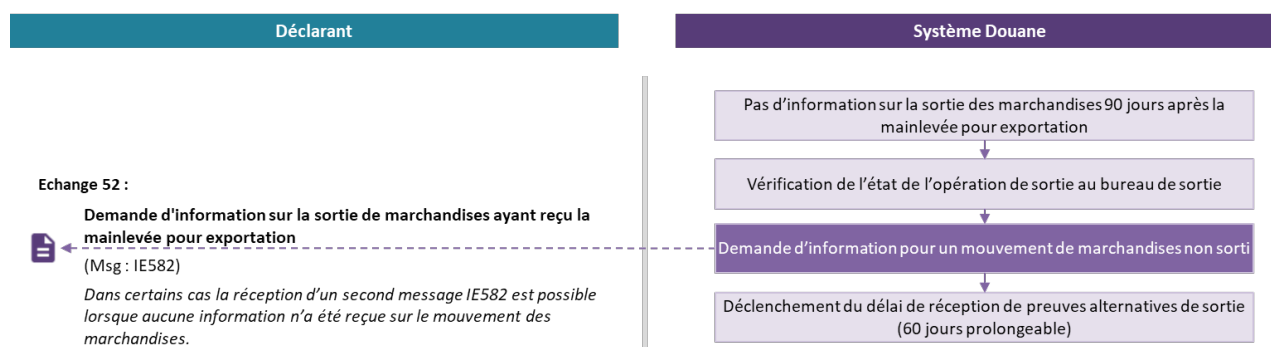 Déclarant
Système Douane
Pas d'information sur la sortie des marchandises 90 jours après la
mainlevée pour exportation
Vérification de l'état de l'opération de sortie au bureau de sortie
Echange 52 :
Demande d'information sur la sortie de marchandises ayant reçu la
mainlevée pour exportation
(Msg : IE582)
Dans certains cas la réception d'un second message IE582 est possible
lorsque aucune information n'a été reçue sur le mouvement des
marchandises.
Demande d'information pour un mouvement de marchandises non sorti
Déclenchement du délai de réception de preuves alternatives de sortie
(60 jours prolongeable)